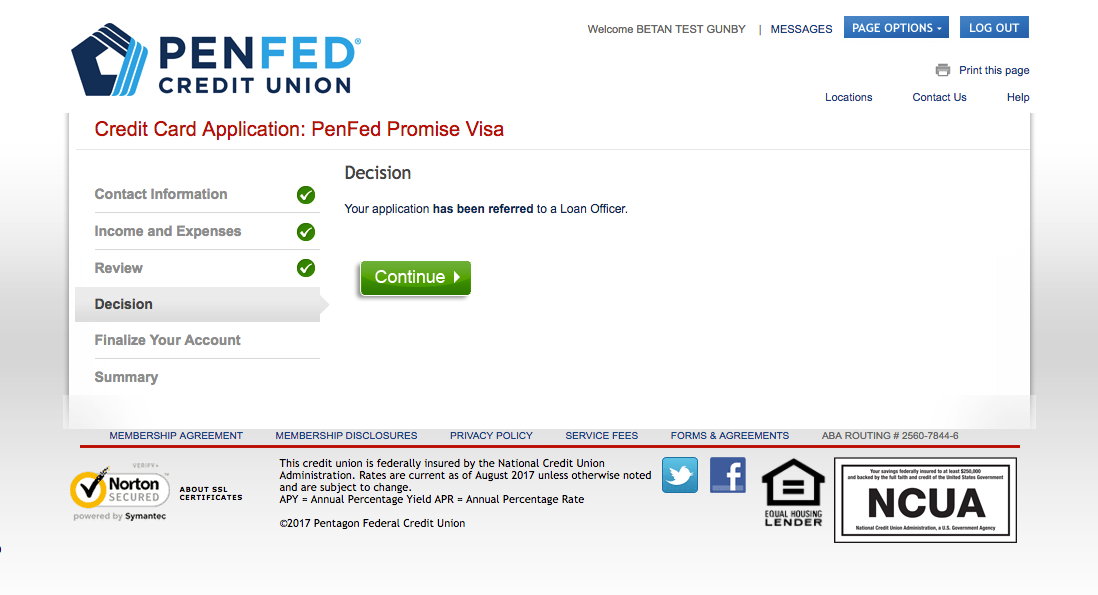 PENFED®
CREDIT UNION
Welcome BETAN TEST GUNBY | MESSAGES PAGE OPTIONS LOG OUT
Print this page
Locations Contact Us Help
Credit Card Application: PenFed Promise Visa
Contact Information
Income and Expenses
Review
Decision
Finalize Your Account
Summary
Decision
Your application has been referred to a Loan Officer.
Continue
MEMBERSHIP AGREEMENT MEMBERSHIP DISCLOSURES PRIVACY POLICY SERVICE FEES FORMS & AGREEMENTS ABA ROUTING # 2560-7844-6
VERIFY▸
Norton™
SECURED
powered by Symantec
ABOUT SSL
CERTIFICATES
This credit union is federally insured by the National Credit Union
Administration. Rates are current as of August 2017 unless otherwise noted
and are subject to change.
APY = Annual Percentage Yield APR = Annual Percentage Rate
©2017 Pentagon Federal Credit Union
f
EQUAL HOUSING
LENDER
Your savings federally insured to at least $250,000
and backed by the full faith and credit of the United States Government
NCUA
National Credit Union Administration, a U.S. Government Agency